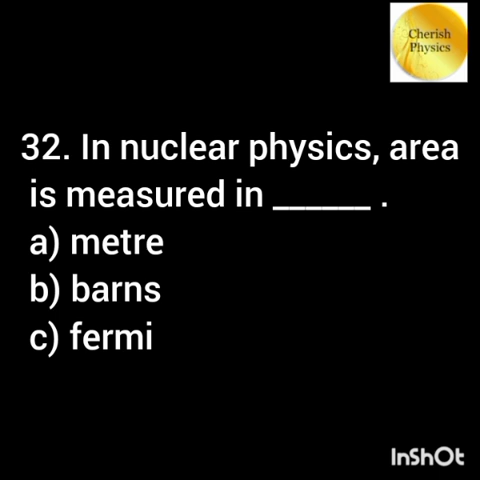 Cherish
Physics
32. In nuclear physics, area
is measured in ______ .
a) metre
b) barns
c) fermi
InShOt